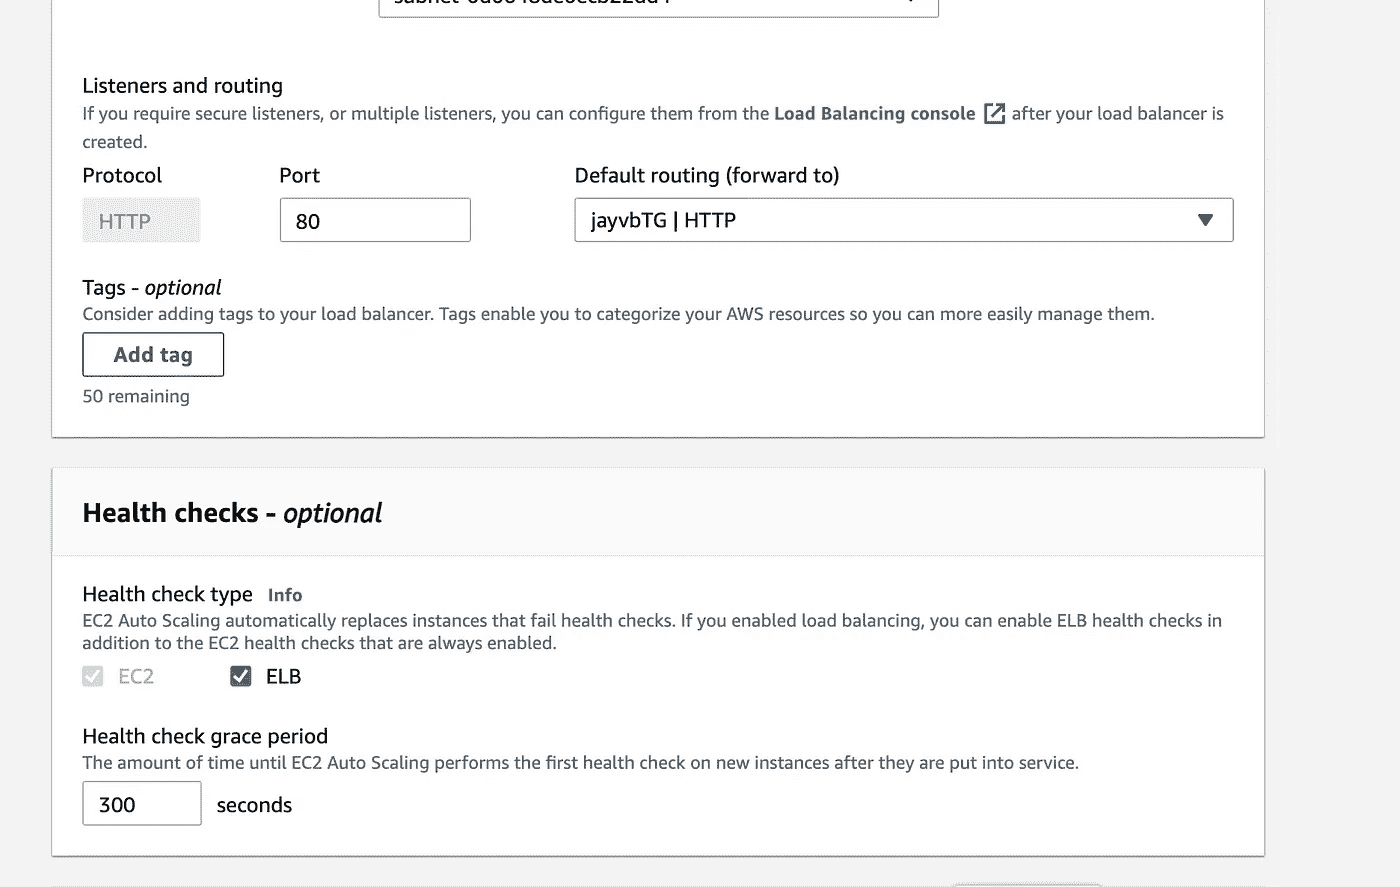 Listeners and routing
If you require secure listeners, or multiple listeners, you can configure them from the Load Balancing console after your load balancer is
created.
Protocol Port Default routing (forward to)
HTTP 80 jayvbTG | HTTP
Tags - optional
Consider adding tags to your load balancer. Tags enable you to categorize your AWS resources so you can more easily manage them.
Add tag
50 remaining
Health checks - optional
Health check type Info
EC2 Auto Scaling automatically replaces instances that fail health checks. If you enabled load balancing, you can enable ELB health checks in
addition to the EC2 health checks that are always enabled.
EC2 ELB
Health check grace period
The amount of time until EC2 Auto Scaling performs the first health check on new instances after they are put into service.
300 seconds